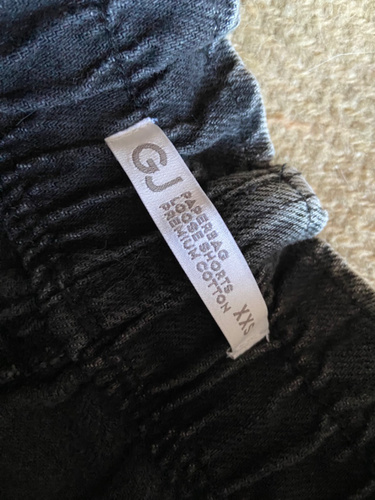 GJ
PAPERBAG
LOOSE SHORTS
PREMIUM COTTON
XXS